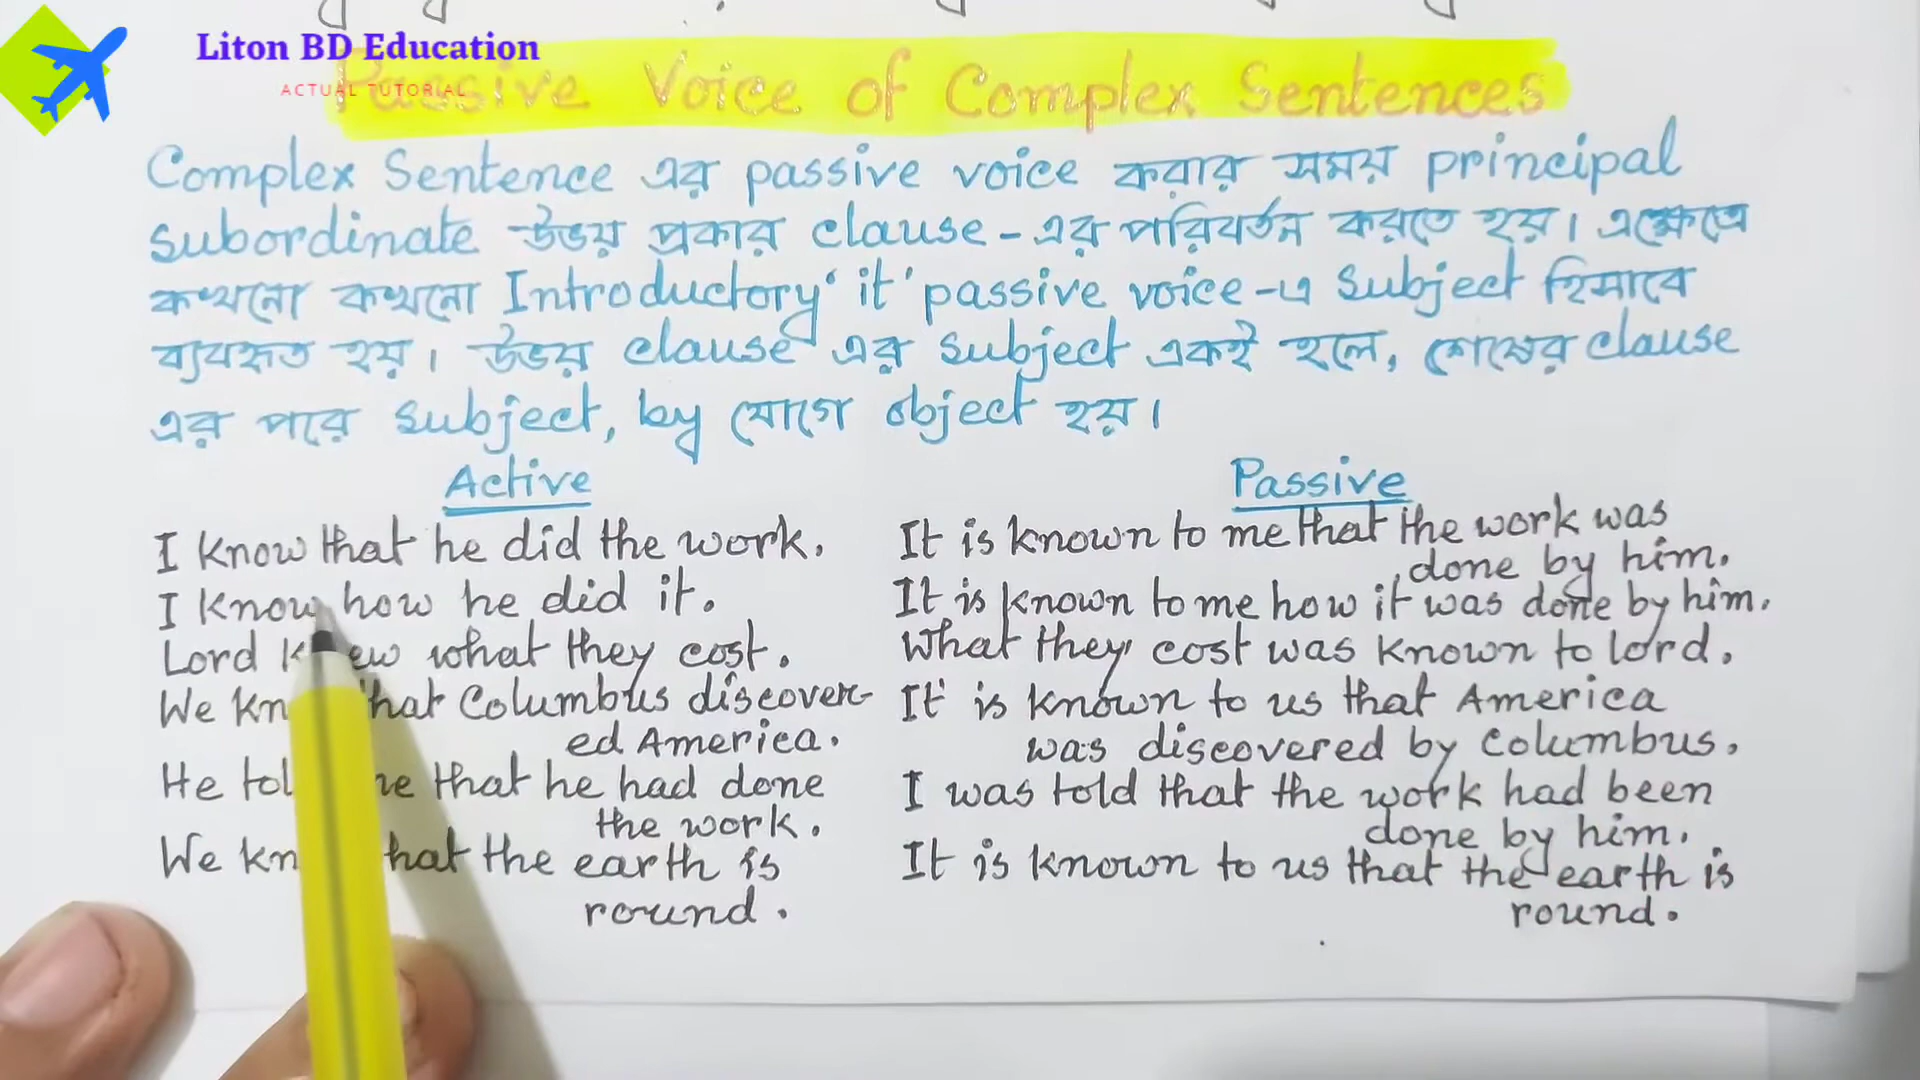 Liton BD Education
ACTUAL TUTORIAL
Passive Voice of Complex Sentences
Complex Sentence এর passive voice করার সময় principal
subordinate উভয় প্রকার clause-এর পরিবর্তন করতে হয়। এক্ষেত্রে
কখনো কখনো Introductory 'it' passive voice-এ subject হিসাবে
ব্যবহৃত হয়। উভয় clause এর subject একই হলে, শেষের clause
এর পরে subject, by যোগে object হয়।
Active
I know that he did the work.
I know how he did it.
Lord knew what they cost.
We that Columbus discover-
ed America.
He that he had done
the work.
We that the earth is
round.
Passive
It is known to me that the work was
done by him.
It is known to me how it was done by him.
What they cost was known to lord.
It is known to us that America
was discovered by Columbus.
I was told that the work had been
done by him.
It is known to us that the earth is
round.